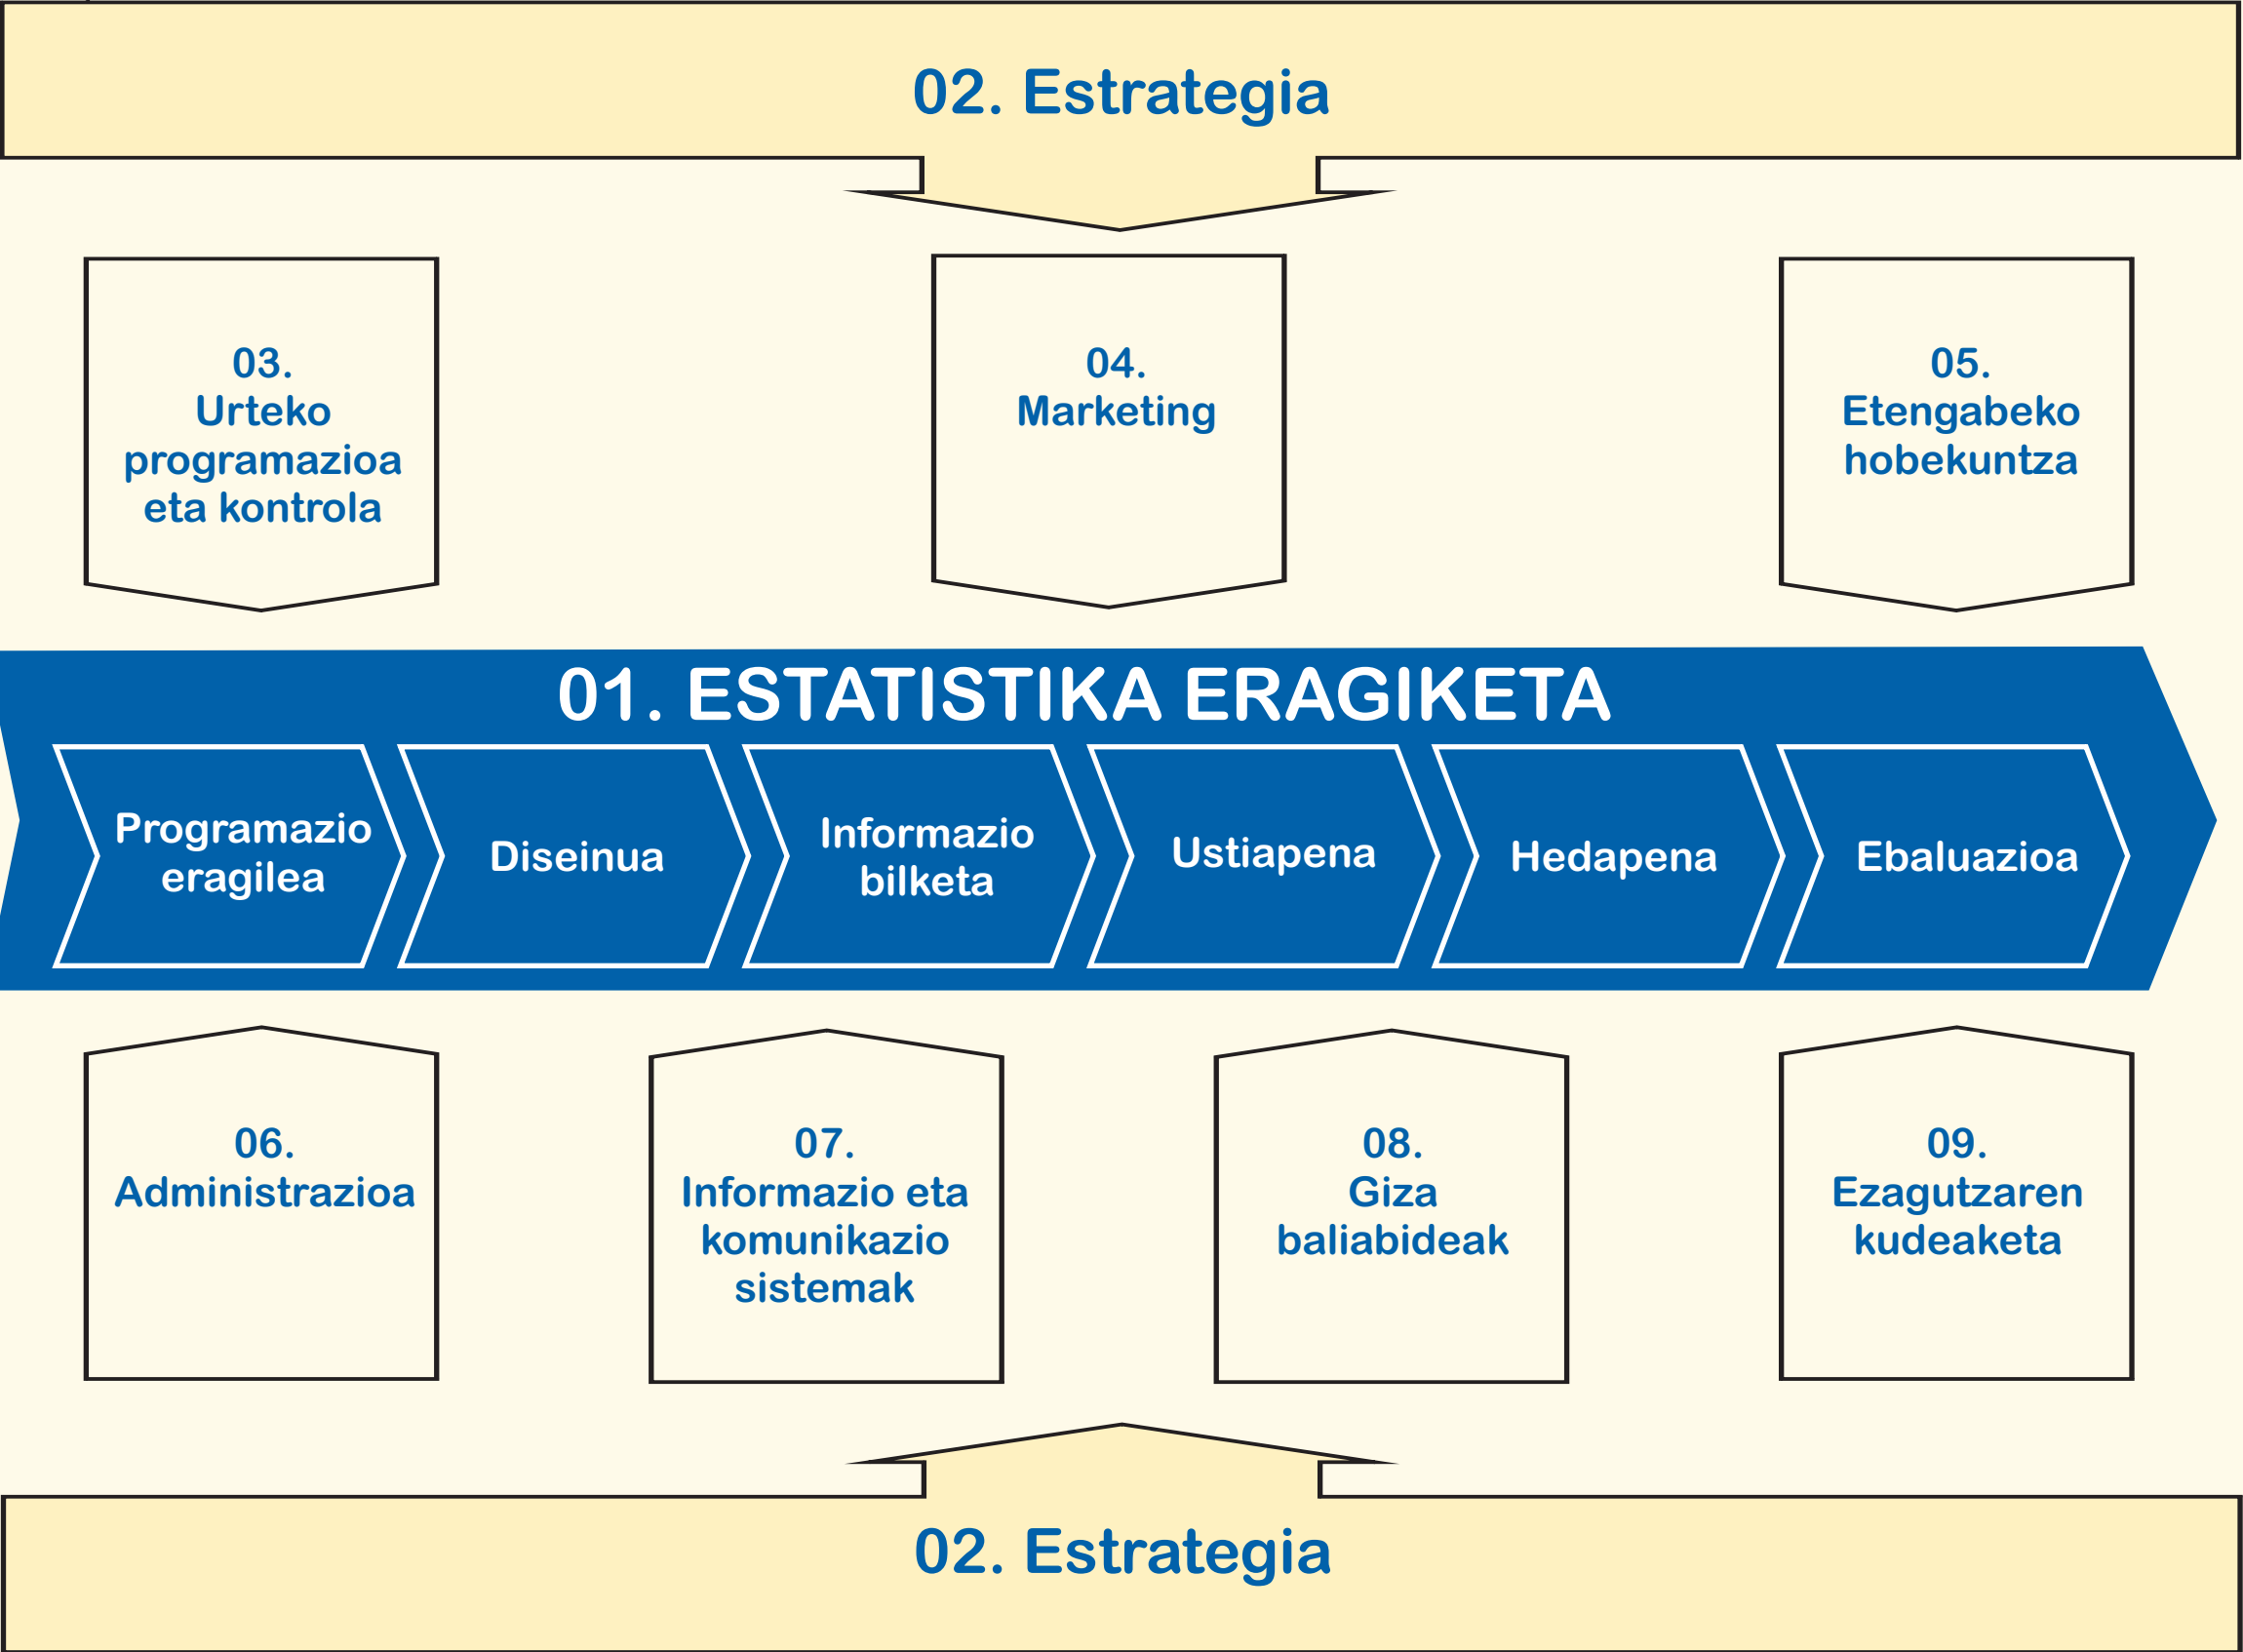 02. Estrategia
03.
Urteko
programazioa
eta kontrola
04.
Marketing
05.
Etengabeko
hobekuntza
01. ESTATISTIKA ERAGIKETA
Programazio
eragilea
Diseinua
Informazio
bilketa
Ustiapena
Hedapena
Ebaluazioa
06.
Administrazioa
07.
Informazio eta
komunikazio
sistemak
08.
Giza
baliabideak
09.
Ezagutzaren
kudeaketa
02. Estrategia